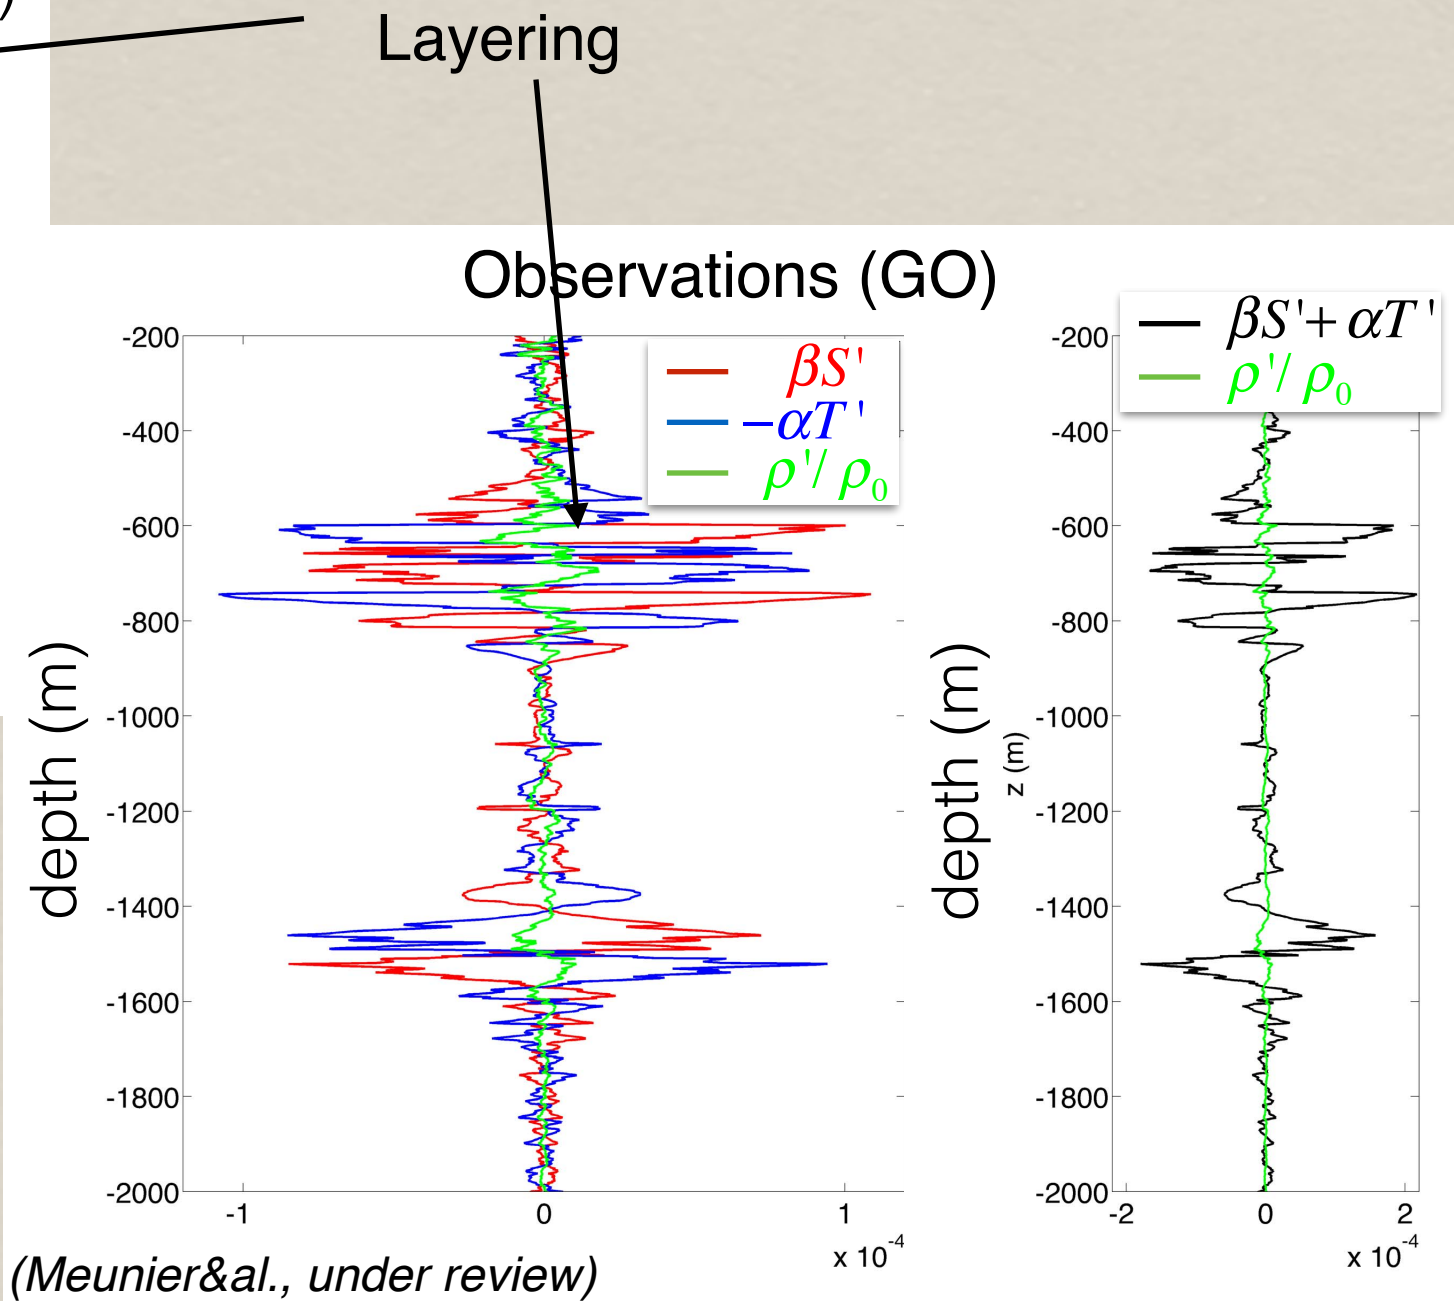 )
Layering
Observations (GO)
βS'
−αT'
ρ'/ρ₀
βS'+αT'
ρ'/ρ₀
depth (m)
-200
-400
-600
-800
-1000
-1200
-1400
-1600
-1800
-2000
-1 0 1
x 10⁻⁴
depth (m)
z (m)
-200
-400
-600
-800
-1000
-1200
-1400
-1600
-1800
-2000
-2 0 2
x 10⁻⁴
(Meunier&al., under review)